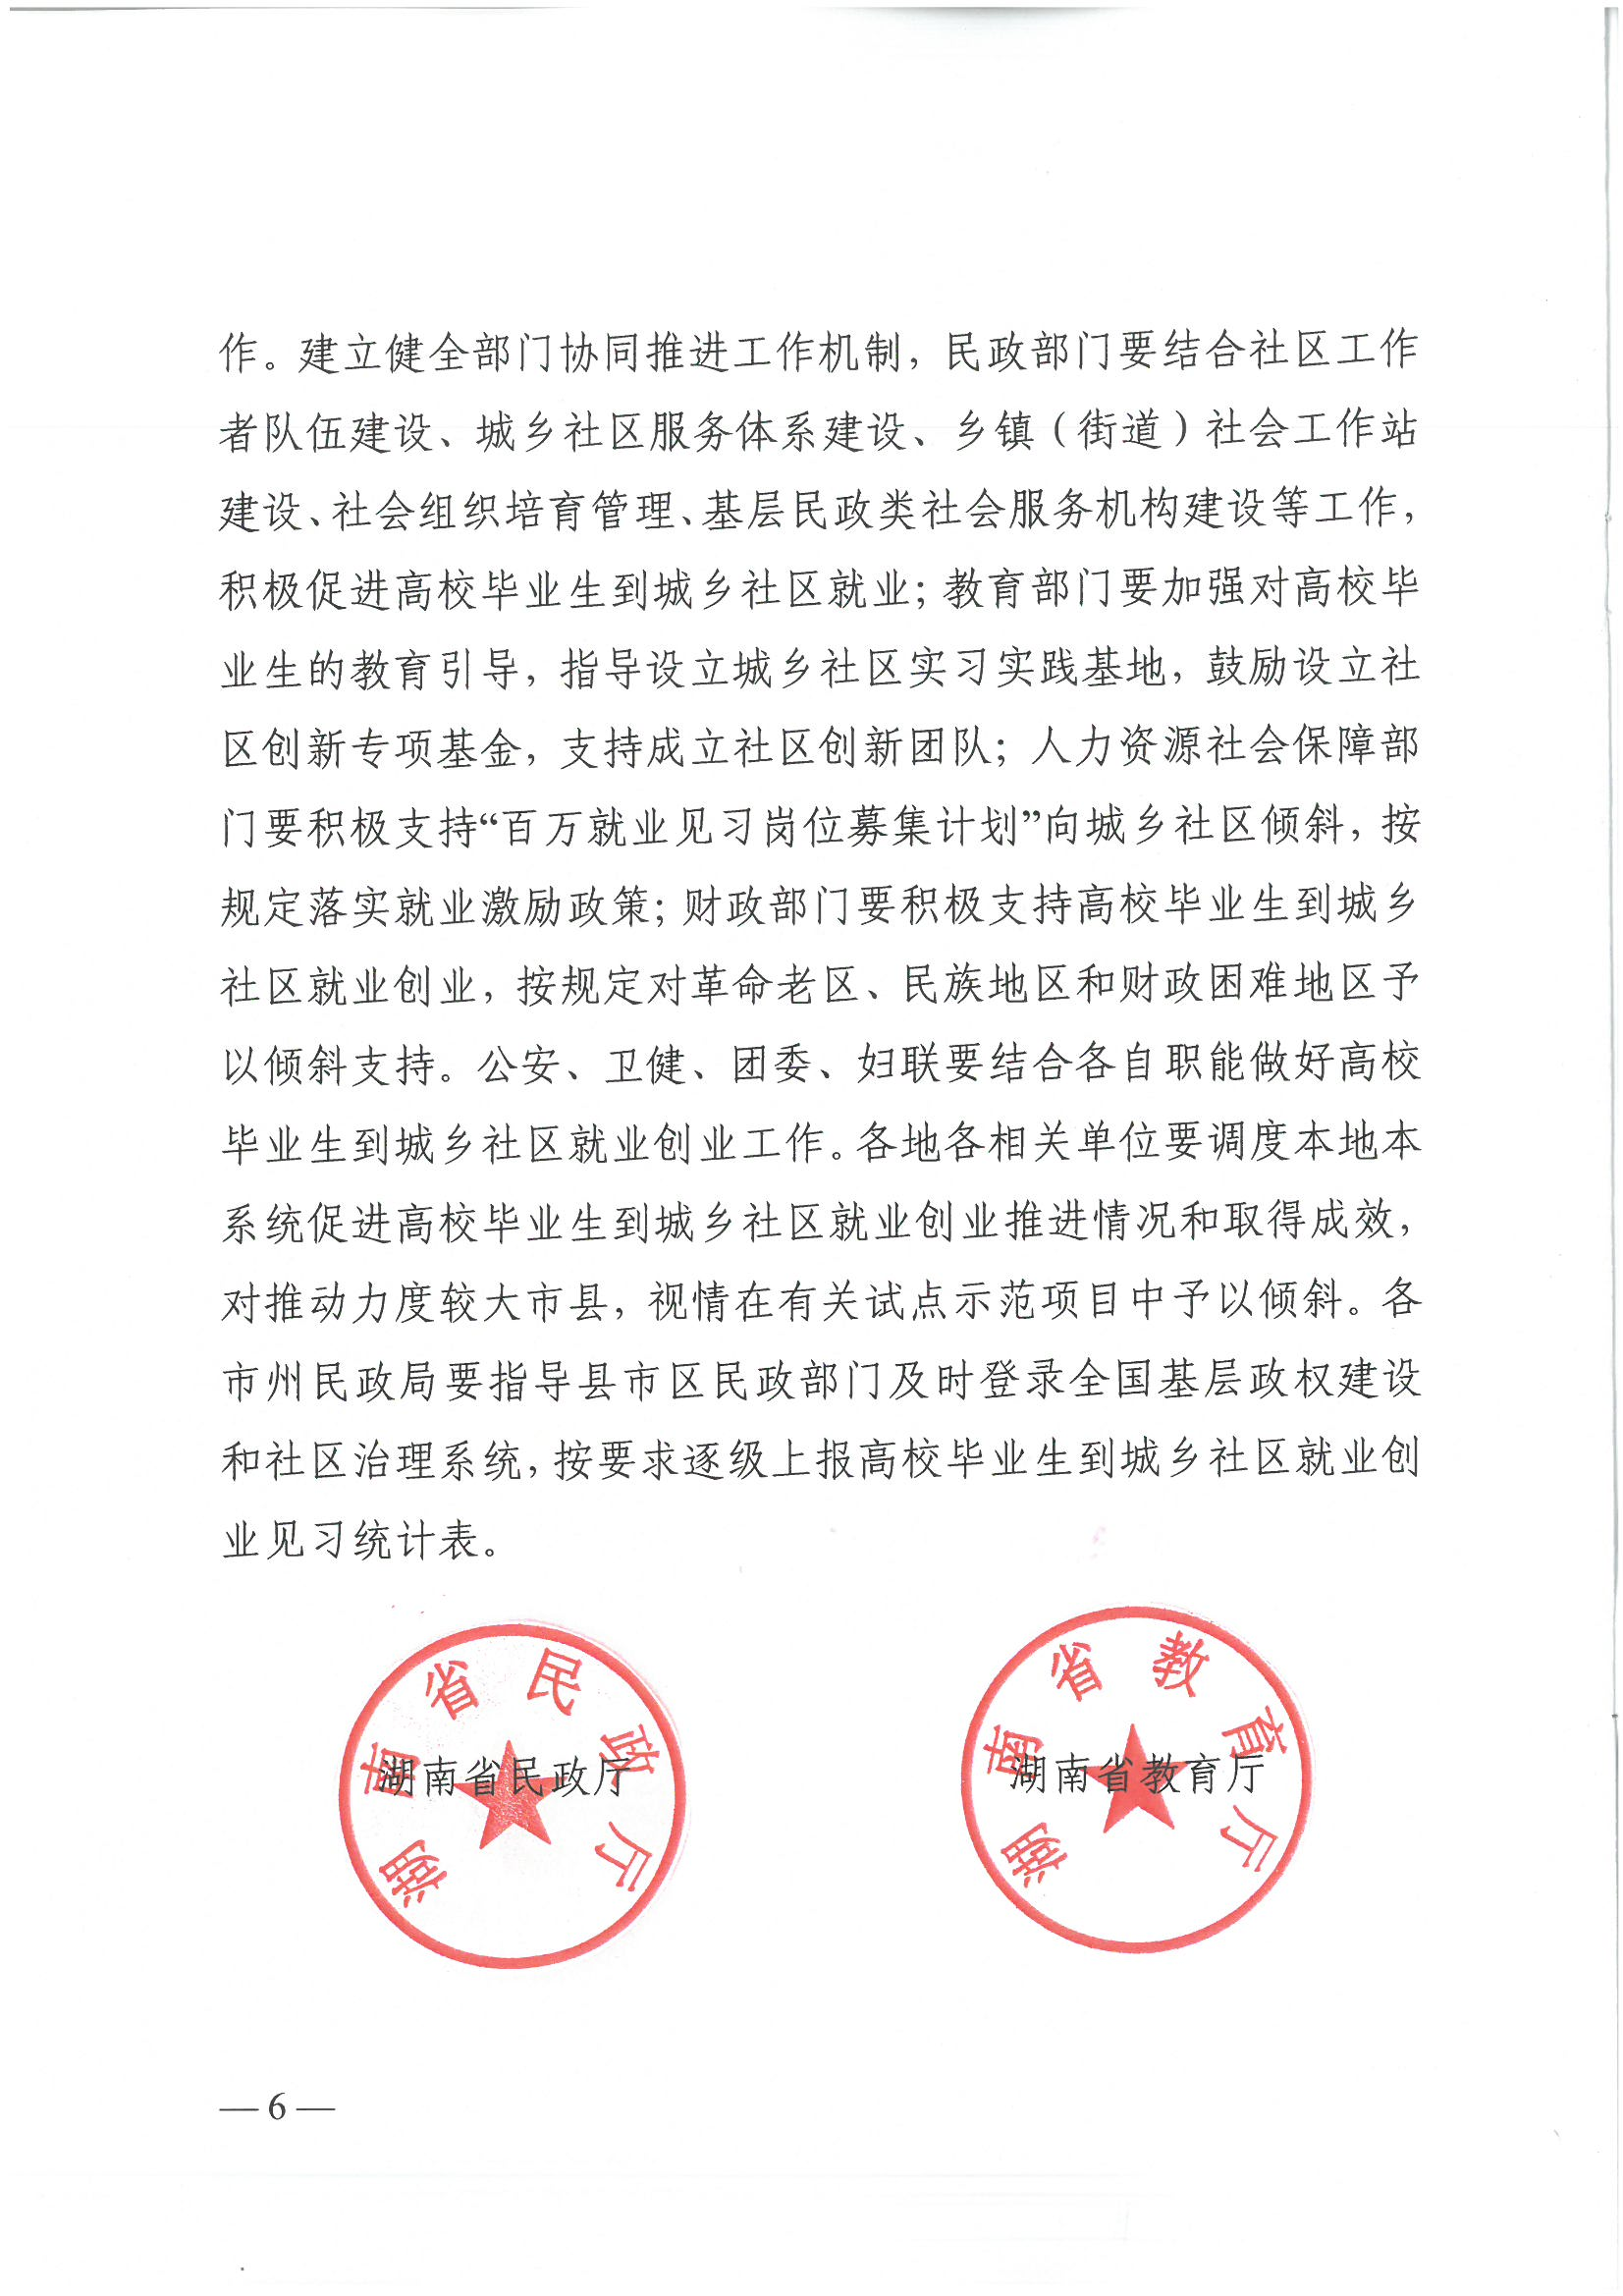 作。建立健全部门协同推进工作机制，民政部门要结合社区工作
者队伍建设、城乡社区服务体系建设、乡镇（街道）社会工作站
建设、社会组织培育管理、基层民政类社会服务机构建设等工作，
积极促进高校毕业生到城乡社区就业；教育部门要加强对高校毕
业生的教育引导，指导设立城乡社区实习实践基地，鼓励设立社
区创新专项基金，支持成立社区创新团队；人力资源社会保障部
门要积极支持“百万就业见习岗位募集计划”向城乡社区倾斜，按
规定落实就业激励政策；财政部门要积极支持高校毕业生到城乡
社区就业创业，按规定对革命老区、民族地区和财政困难地区予
以倾斜支持。公安、卫健、团委、妇联要结合各自职能做好高校
毕业生到城乡社区就业创业工作。各地各相关单位要调度本地本
系统促进高校毕业生到城乡社区就业创业推进情况和取得成效，
对推动力度较大市县，视情在有关试点示范项目中予以倾斜。各
市州民政局要指导县市区民政部门及时登录全国基层政权建设
和社区治理系统，按要求逐级上报高校毕业生到城乡社区就业创
业见习统计表。
湖南省民政厅
湖南省民政厅
湖南省教育厅
湖南省教育厅
— 6 —